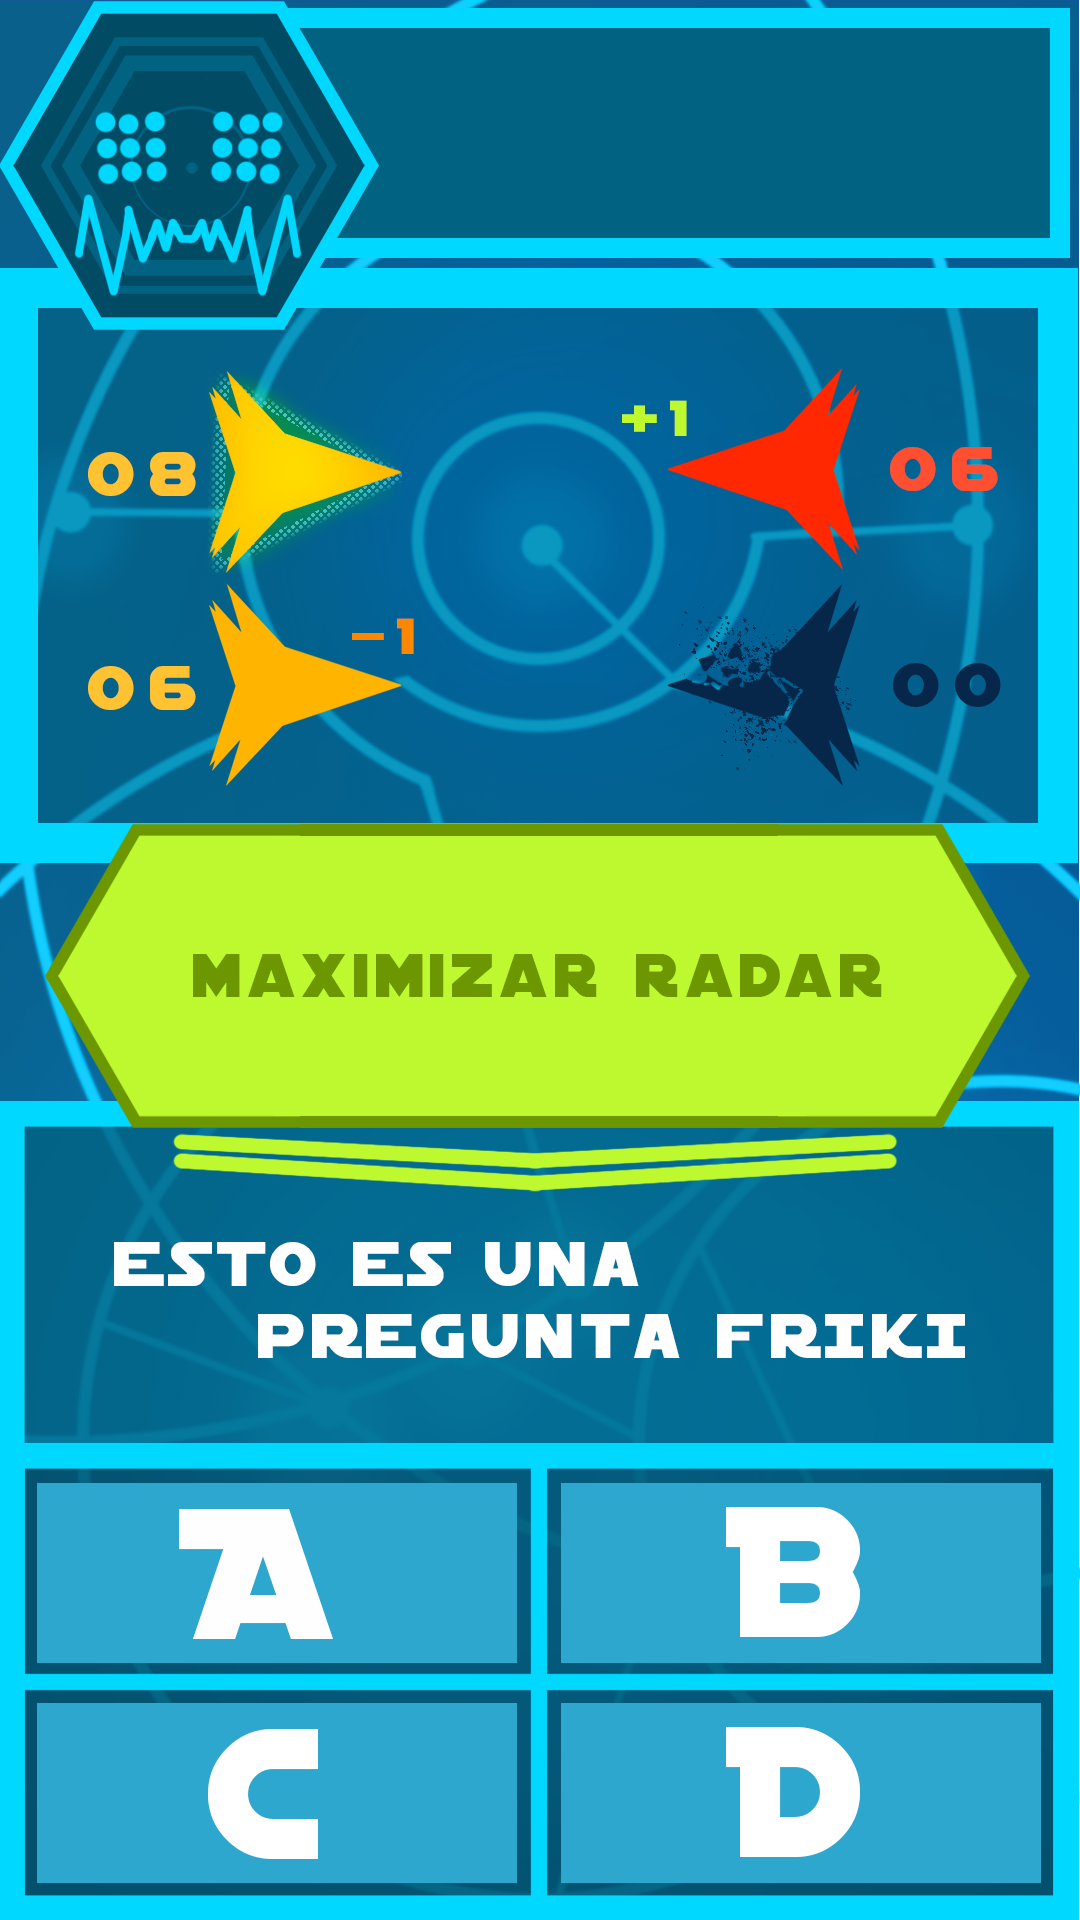 +1
08
06
-1
06
00
MAXIMIZAR RADAR
ESTO ES UNA
PREGUNTA FRIKI
A
B
C
D